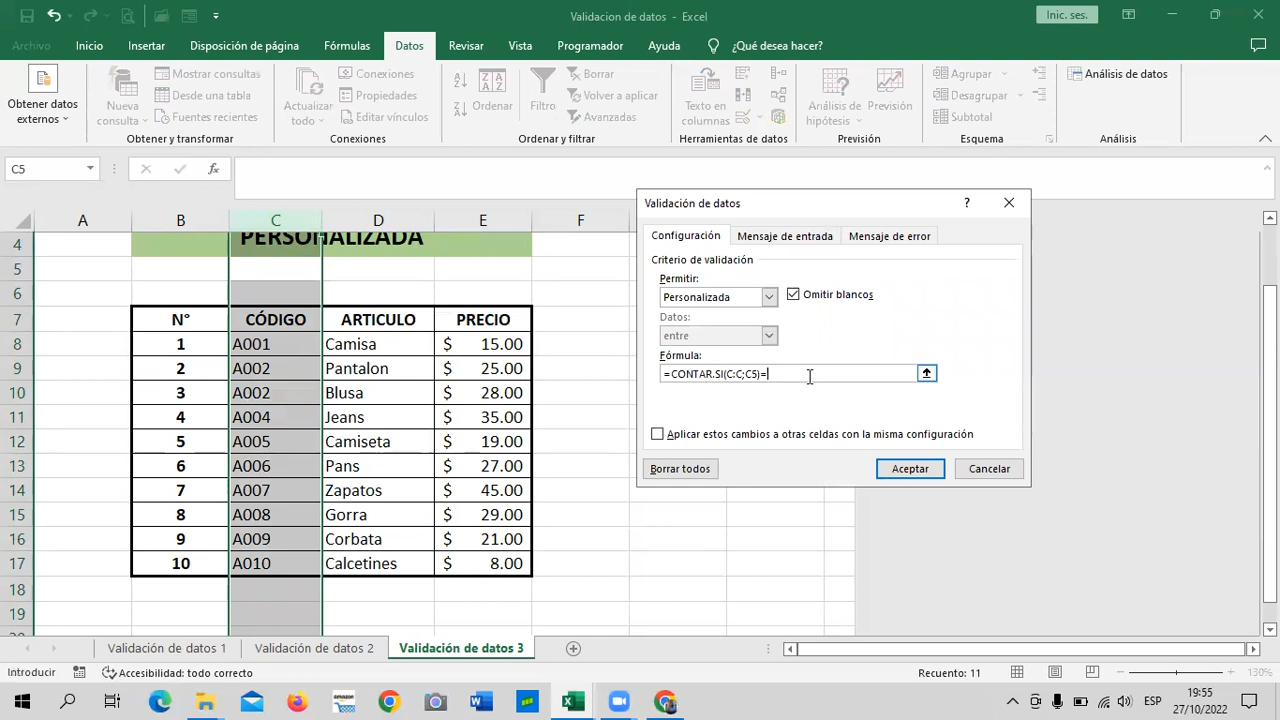 Validacion de datos - Excel
Inic. ses.
Archivo Inicio Insertar Disposición de página Fórmulas Datos Revisar Vista Programador Ayuda ¿Qué desea hacer?
Obtener datos externos
Nueva consulta
Mostrar consultas
Desde una tabla
Fuentes recientes
Obtener y transformar
Actualizar todo
Conexiones
Propiedades
Editar vínculos
Conexiones
Ordenar
Filtro
Borrar
Volver a aplicar
Avanzadas
Ordenar y filtrar
Texto en columnas
Herramientas de datos
Análisis de hipótesis
Previsión
Previsión
Agrupar
Desagrupar
Subtotal
Esquema
Análisis de datos
Análisis
C5 fx
A B C D E F
4 PERSONALIZADA
5
6
7 N° CÓDIGO ARTICULO PRECIO
8 1 A001 Camisa $ 15.00
9 2 A002 Pantalon $ 25.00
10 3 A002 Blusa $ 28.00
11 4 A004 Jeans $ 35.00
12 5 A005 Camiseta $ 19.00
13 6 A006 Pans $ 27.00
14 7 A007 Zapatos $ 45.00
15 8 A008 Gorra $ 29.00
16 9 A009 Corbata $ 21.00
17 10 A010 Calcetines $ 8.00
18
19
Validación de datos
?
Configuración Mensaje de entrada Mensaje de error
Criterio de validación
Permitir:
Personalizada Omitir blancos
Datos:
entre
Fórmula:
=CONTAR.SI(C:C;C5)=
Aplicar estos cambios a otras celdas con la misma configuración
Borrar todos Aceptar Cancelar
Validación de datos 1 Validación de datos 2 Validación de datos 3
Introducir Accesibilidad: todo correcto Recuento: 11 130%
ESP
19:55
27/10/2022